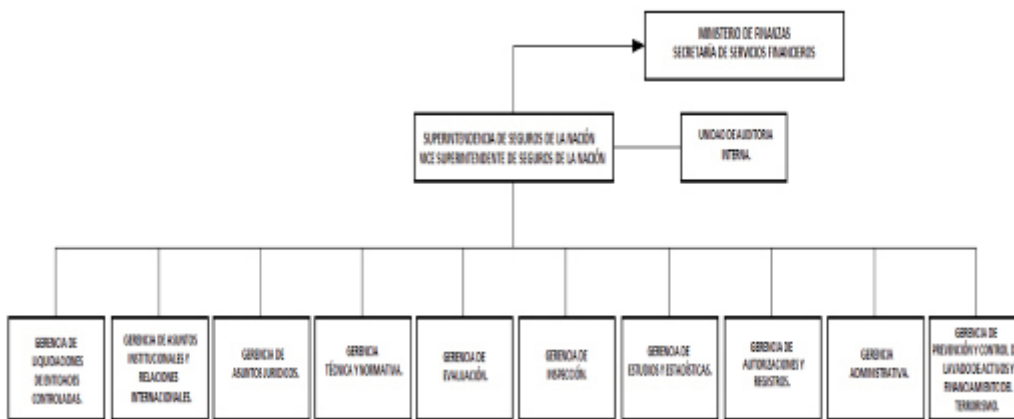 MINISTERIO DE FINANZAS
SECRETARÍA DE SERVICIOS FINANCIEROS
SUPERINTENDENCIA DE SEGUROS DE LA NACIÓN
VICE SUPERINTENDENTE DE SEGUROS DE LA NACIÓN
UNIDAD DE AUDITORIA
INTERNA.
GERENCIA DE
LIQUIDACIONES
DE ENTIDADES
CONTROLADAS.
GERENCIA DE ASUNTOS
INSTITUCIONALES Y
RELACIONES
INTERNACIONALES.
GERENCIA DE
ASUNTOS JURIDICOS.
GERENCIA
TÉCNICA Y NORMATIVA.
GERENCIA DE
EVALUACIÓN.
GERENCIA DE
INSPECCIÓN.
GERENCIA DE
ESTUDIOS Y ESTADÍSTICAS.
GERENCIA DE
AUTORIZACIONES Y
REGISTROS.
GERENCIA
ADMINISTRATIVA.
GERENCIA DE
PREVENCIÓN Y CONTROL D
LAVADO DE ACTIVOS Y
FINANCIAMIENTO DEL
TERRORISMO.